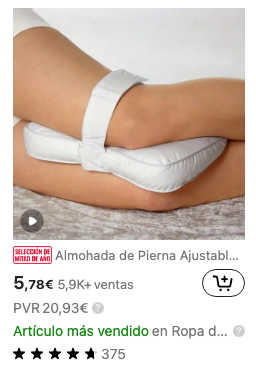 SELECCIÓN DE
MITAD DE AÑO
Almohada de Pierna Ajustabl...
5,78€ 5,9K+ ventas
PVR 20,93€ ?
Artículo más vendido en Ropa d... ?
375